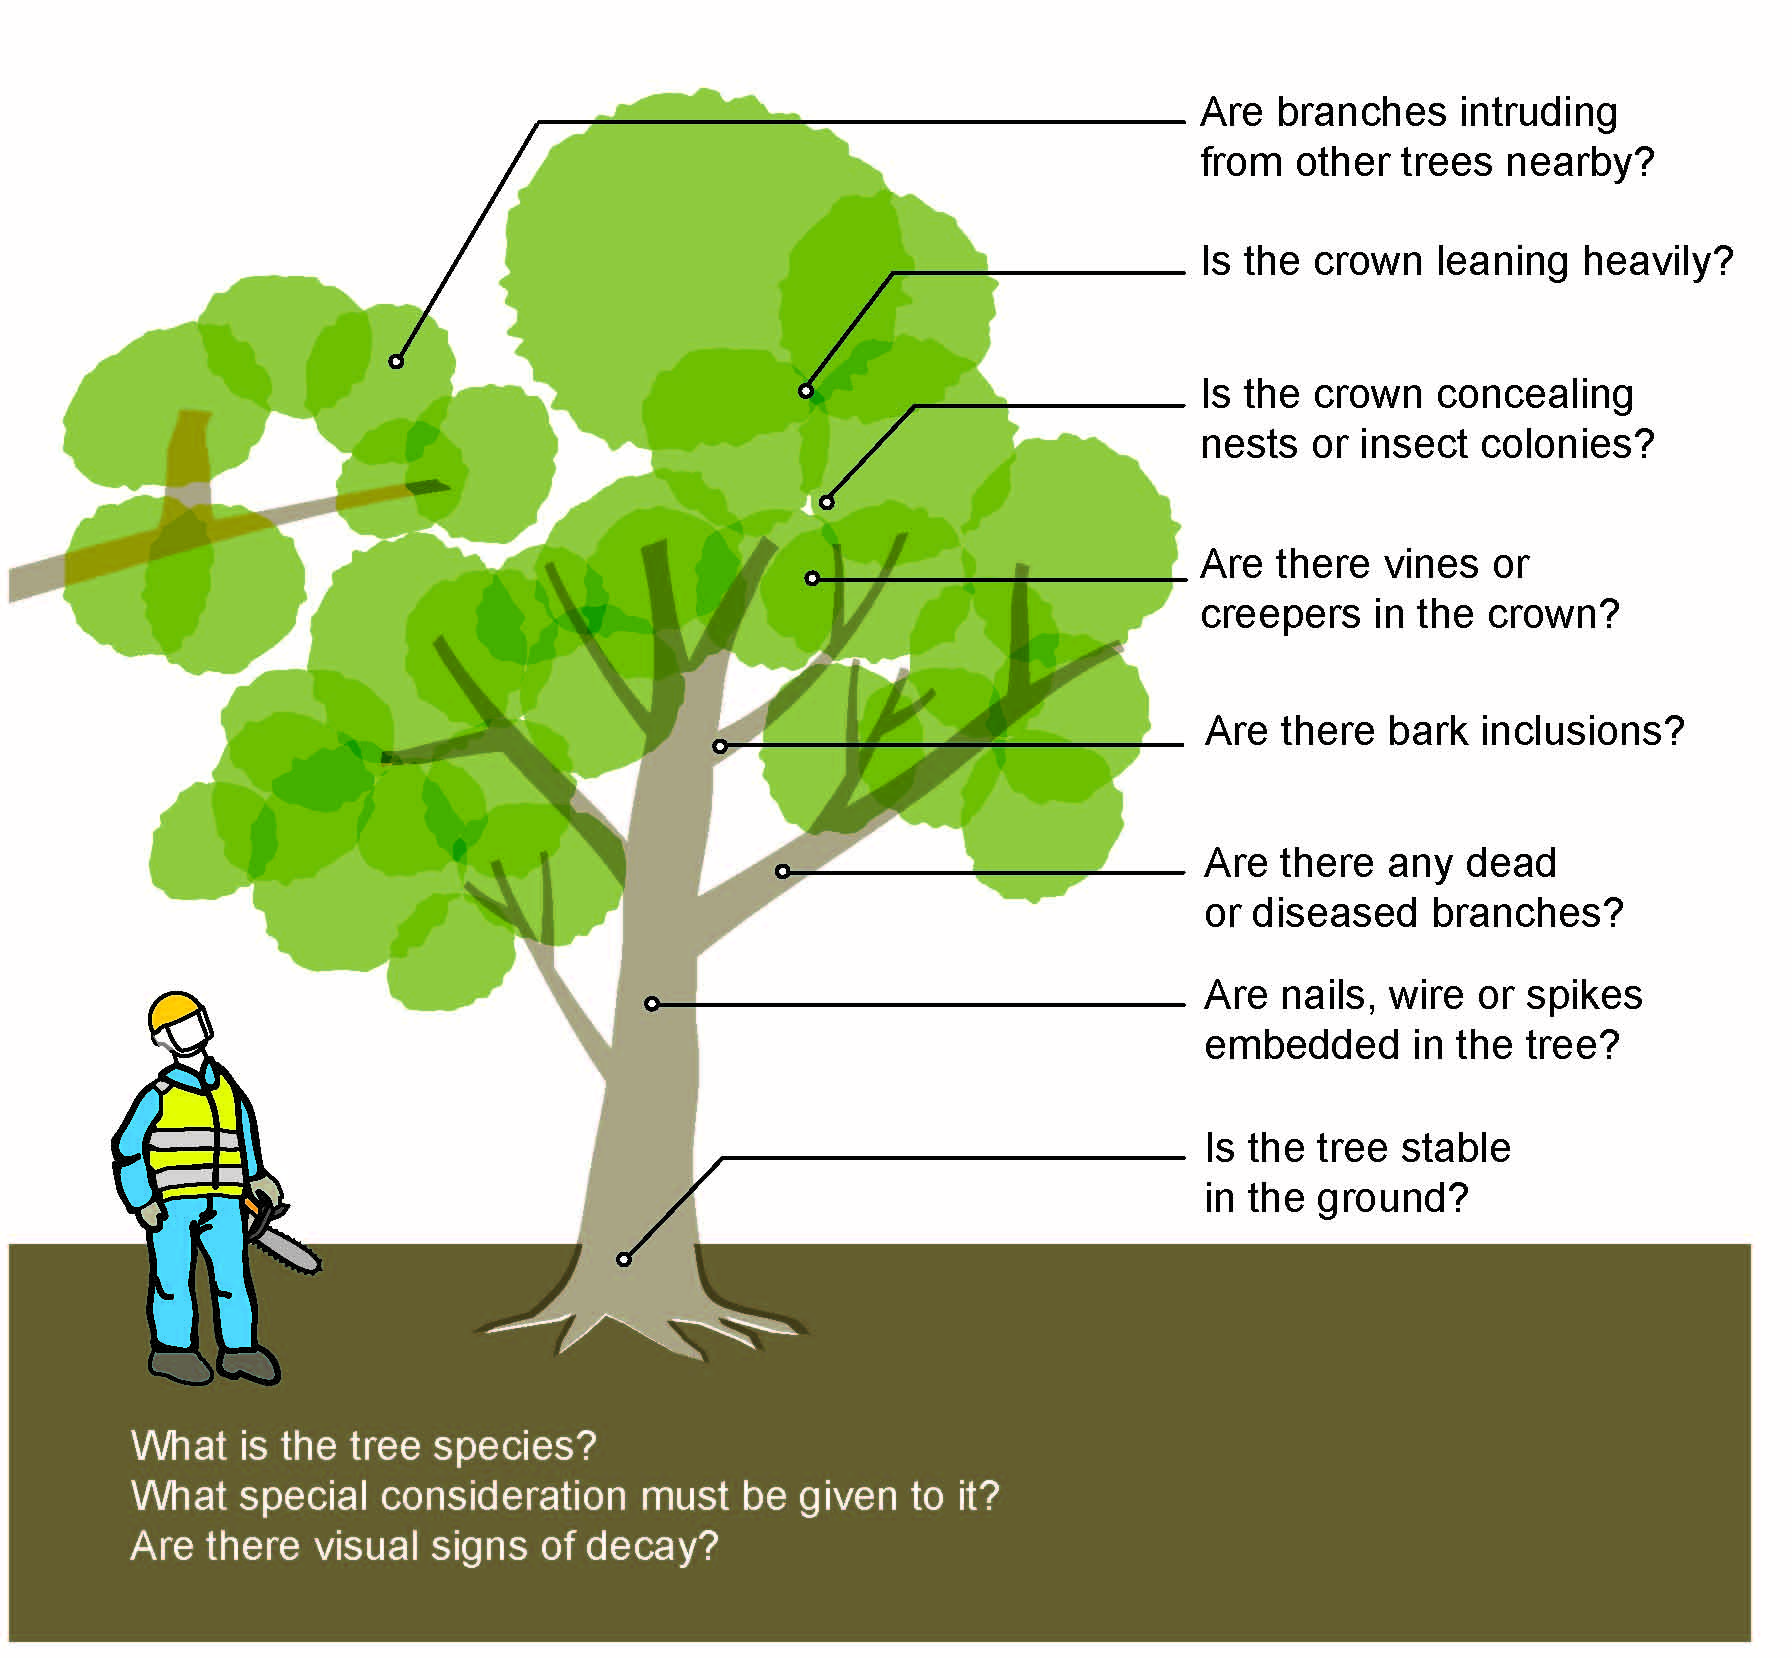 Are branches intruding
from other trees nearby?
Is the crown leaning heavily?
Is the crown concealing
nests or insect colonies?
Are there vines or
creepers in the crown?
Are there bark inclusions?
Are there any dead
or diseased branches?
Are nails, wire or spikes
embedded in the tree?
Is the tree stable
in the ground?
What is the tree species?
What special consideration must be given to it?
Are there visual signs of decay?